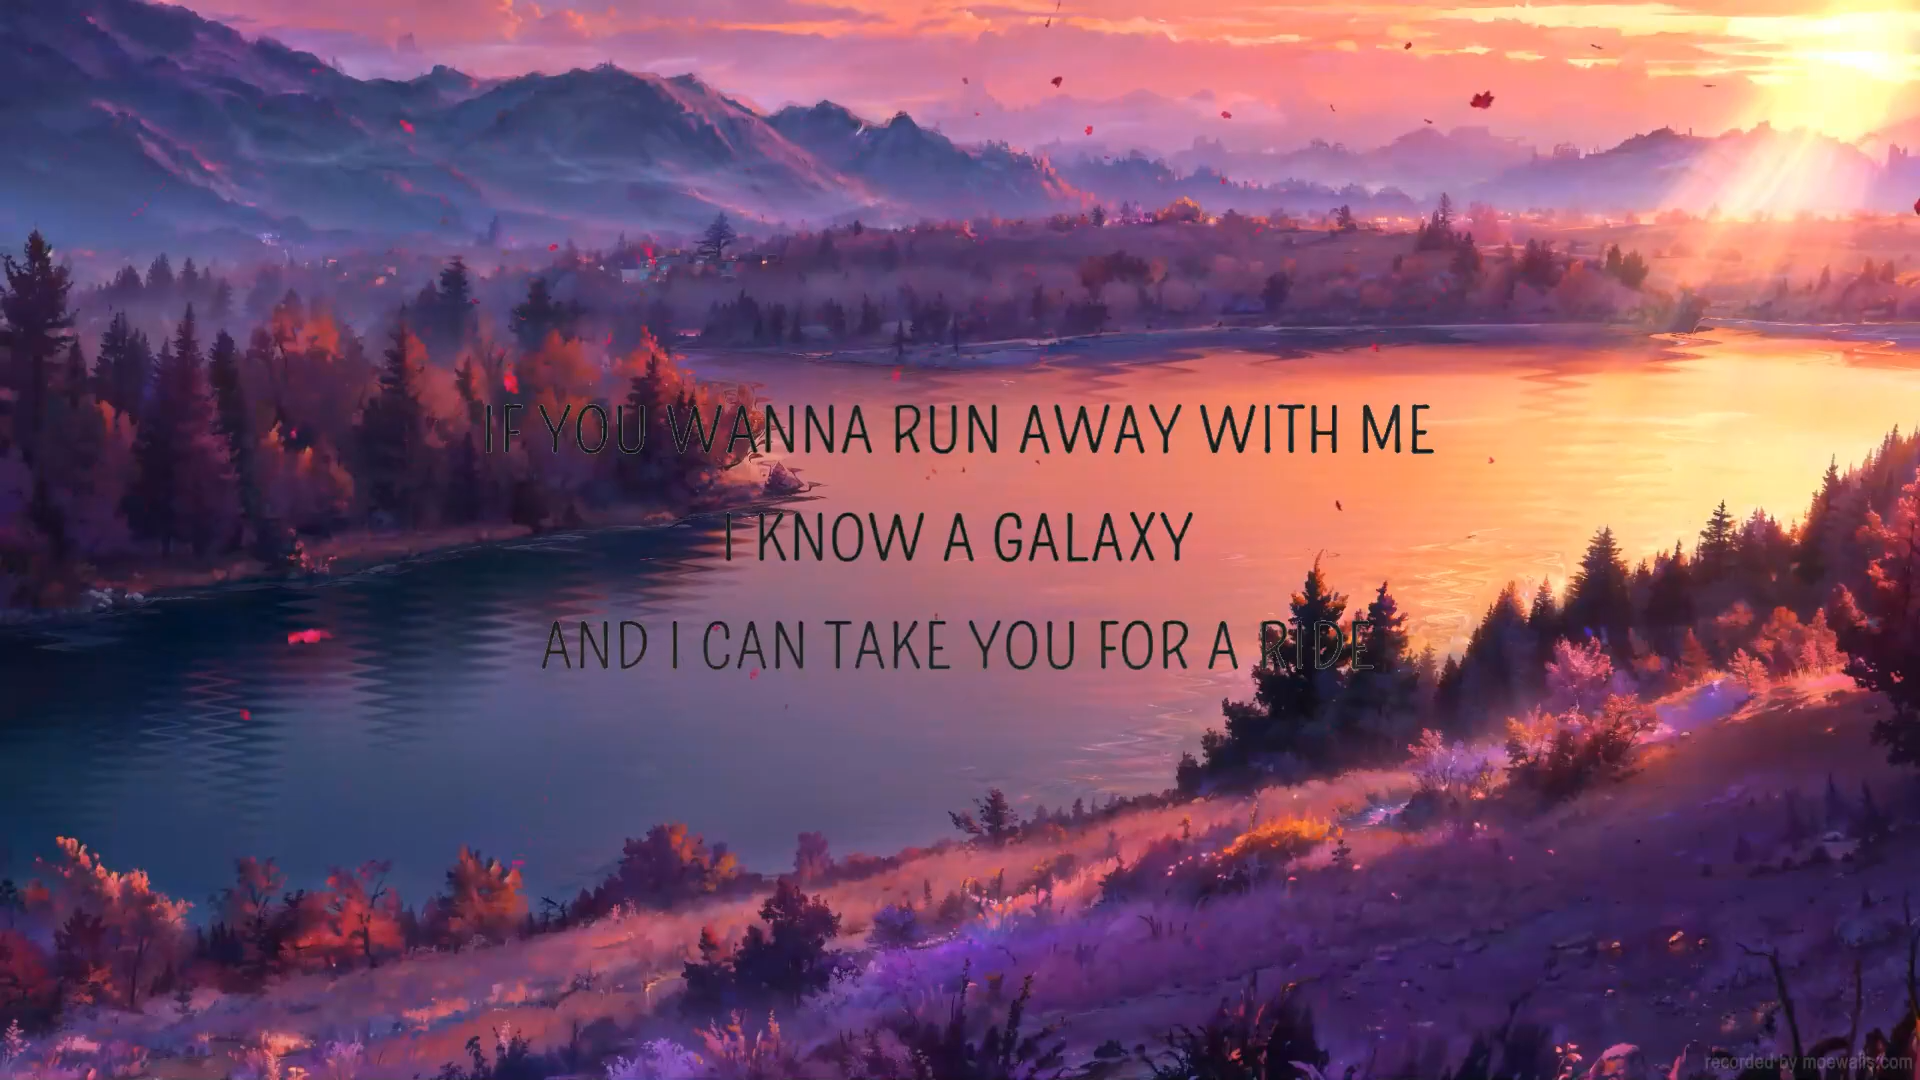 IF YOU WANNA RUN AWAY WITH ME
I KNOW A GALAXY
AND I CAN TAKE YOU FOR A RIDE
recorded by moewalls.com